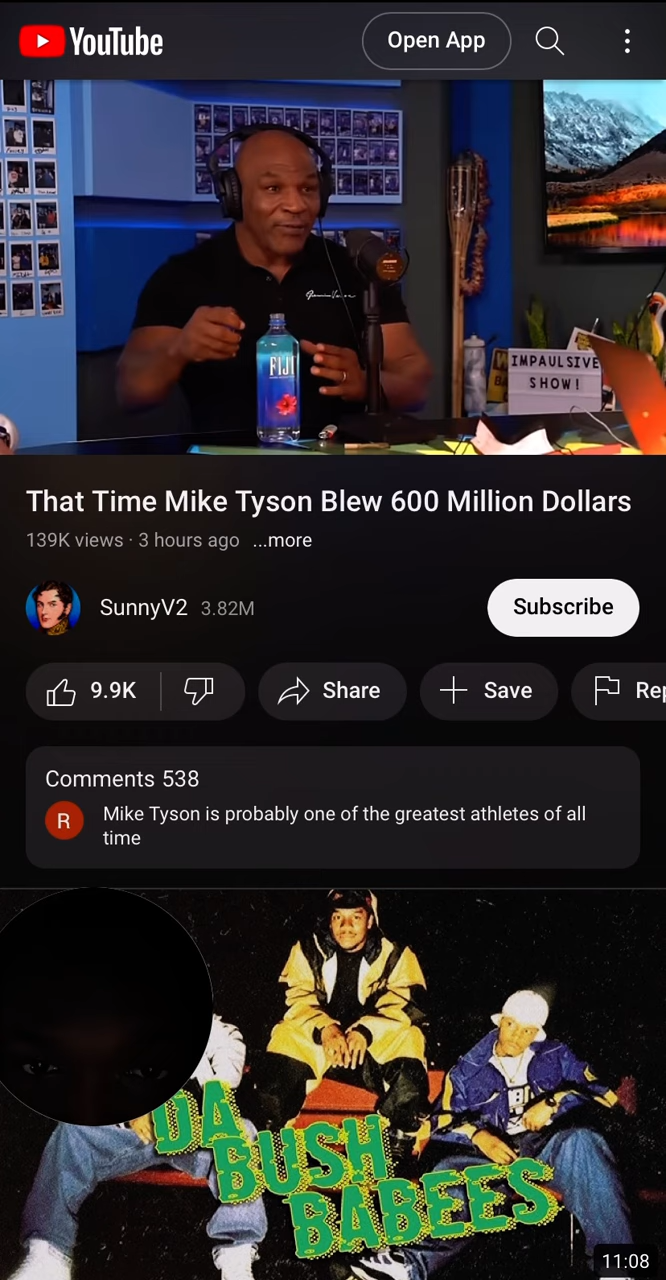 YouTube
Open App
FIJI
IMPAULSIVE
SHOW!
That Time Mike Tyson Blew 600 Million Dollars
139K views · 3 hours ago ...more
SunnyV2 3.82M
Subscribe
9.9K
Share
Save
Rep
Comments 538
R
Mike Tyson is probably one of the greatest athletes of all
time
DA
BUSH
BABEES
11:08